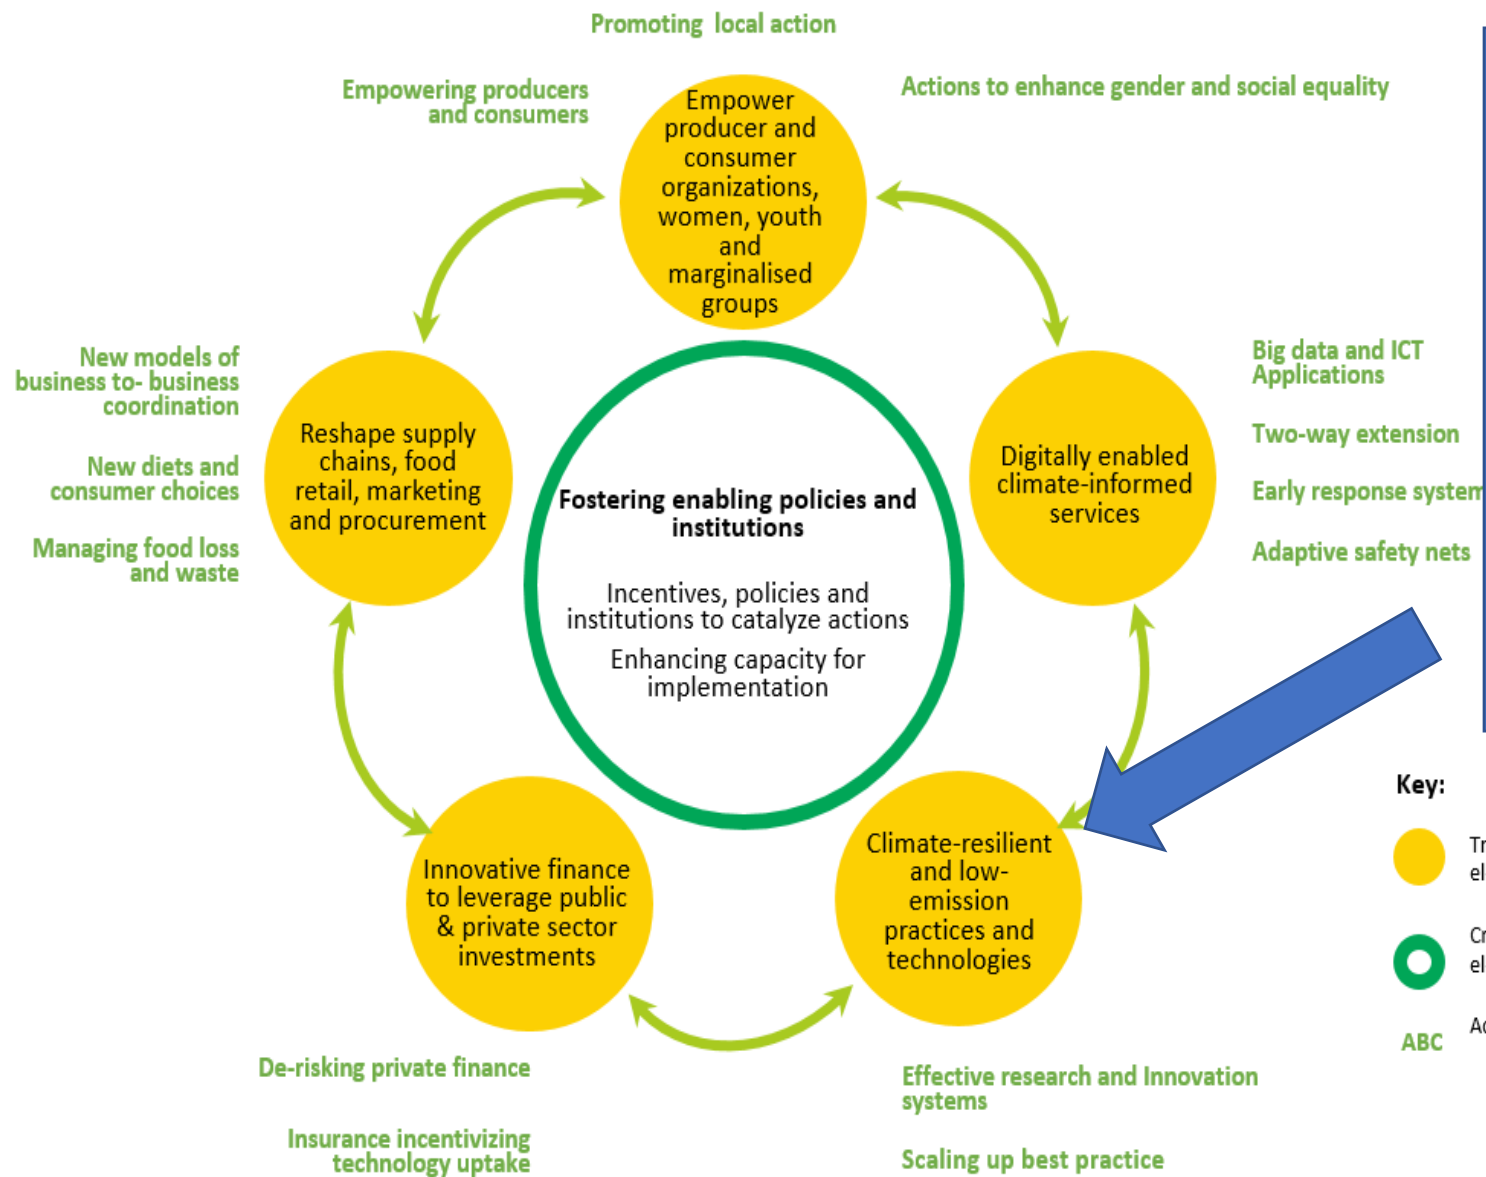 Promoting local action
Empowering producers
and consumers
Actions to enhance gender and social equality
Empower
producer and
consumer
organizations,
women, youth
and
marginalised
groups
New models of
business to- business
coordination
New diets and
consumer choices
Managing food loss
and waste
Reshape supply
chains, food
retail, marketing
and procurement
Fostering enabling policies and
institutions
Incentives, policies and
institutions to catalyze actions
Enhancing capacity for
implementation
Digitally enabled
climate-informed
services
Big data and ICT
Applications
Two-way extension
Early response system
Adaptive safety nets
Innovative finance
to leverage public
& private sector
investments
Climate-resilient
and low-
emission
practices and
technologies
De-risking private finance
Insurance incentivizing
technology uptake
Effective research and Innovation
systems
Scaling up best practice
Key:
ABC